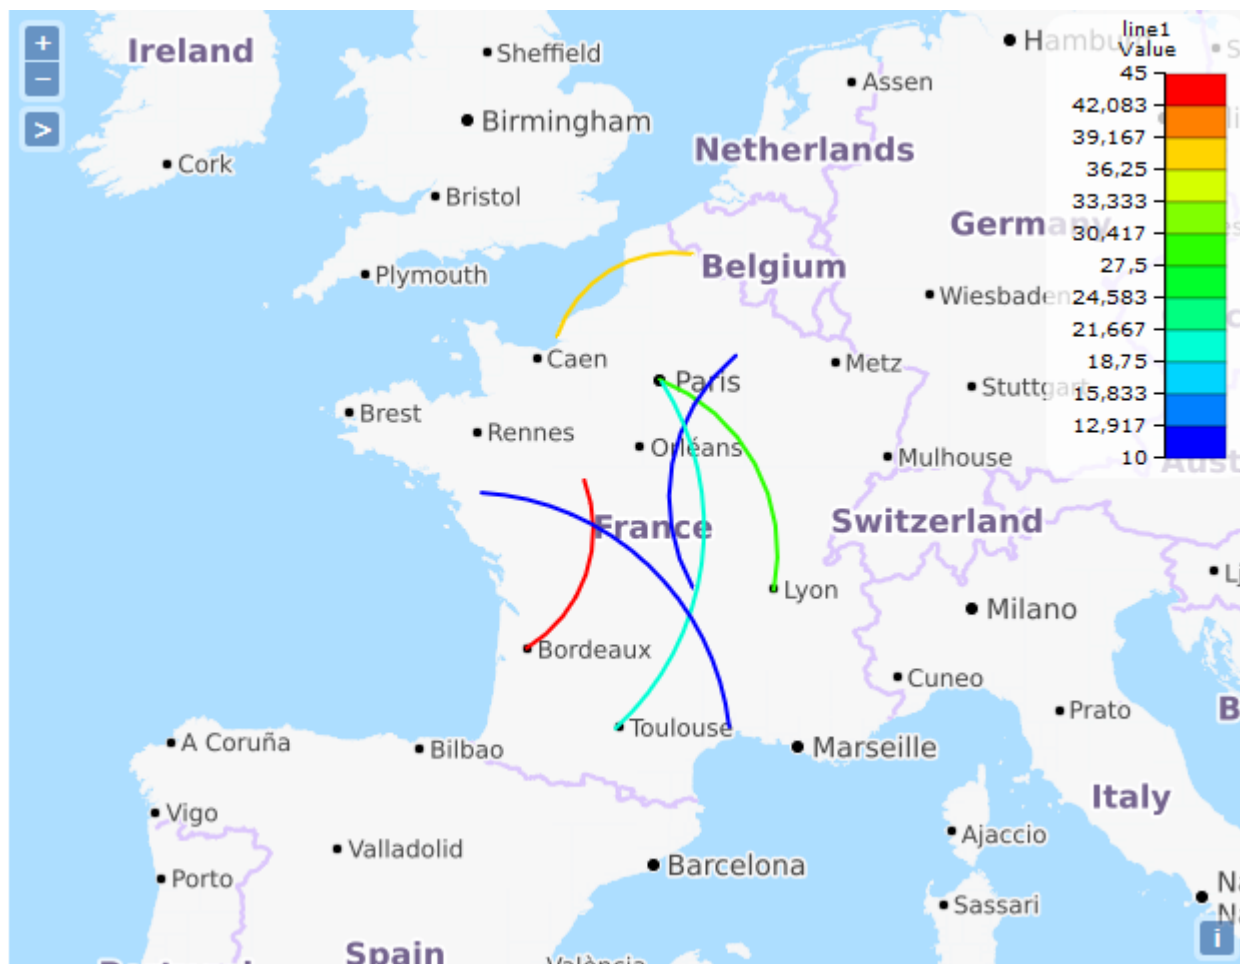 +
−
>
Ireland
Sheffield
Hamburg
Assen
Birmingham
Netherlands
Cork
Bristol
Germany
Belgium
Plymouth
Wiesbaden
Caen
Metz
Paris
Stuttgart
Brest
Rennes
Orléans
Mulhouse
France
Switzerland
Lyon
Milano
Bordeaux
Cuneo
Toulouse
Prato
A Coruña
Bilbao
Marseille
Italy
Vigo
Valladolid
Ajaccio
Porto
Barcelona
Sassari
Spain
València
i
line1
Value
45
42,083
39,167
36,25
33,333
30,417
27,5
24,583
21,667
18,75
15,833
12,917
10